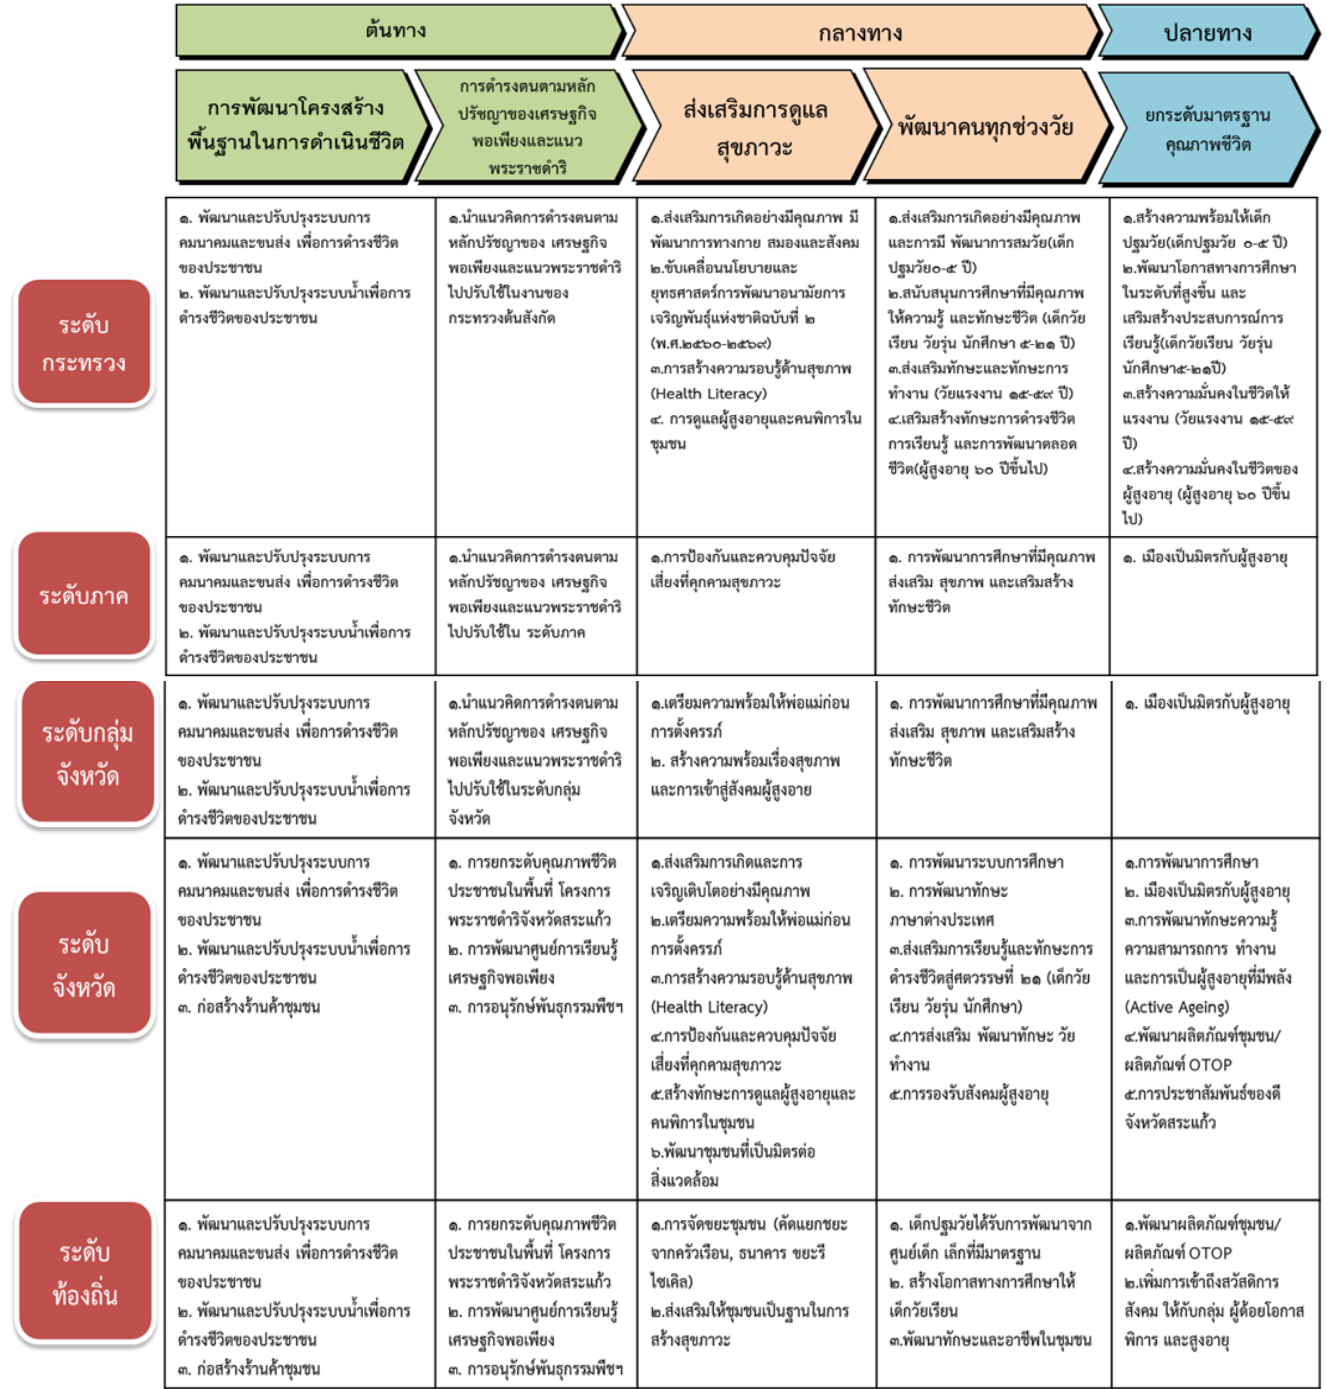 ต้นทาง
กลางทาง
ปลายทาง
การพัฒนาโครงสร้าง
พื้นฐานในการดำเนินชีวิต
การดำรงตนตามหลัก
ปรัชญาของเศรษฐกิจ
พอเพียงและแนว
พระราชดำริ
ส่งเสริมการดูแล
สุขภาวะ
พัฒนาคนทุกช่วงวัย
ยกระดับมาตรฐาน
คุณภาพชีวิต
ระดับ
กระทรวง
๑. พัฒนาและปรับปรุงระบบการ
คมนาคมและขนส่ง เพื่อการดำรงชีวิต
ของประชาชน
๒. พัฒนาและปรับปรุงระบบน้ำเพื่อการ
ดำรงชีวิตของประชาชน
๑.นำแนวคิดการดำรงตนตาม
หลักปรัชญาของ เศรษฐกิจ
พอเพียงและแนวพระราชดำริ
ไปปรับใช้ในงานของ
กระทรวงต้นสังกัด
๑.ส่งเสริมการเกิดอย่างมีคุณภาพ มี
พัฒนาการทางกาย สมองและสังคม
๒.ขับเคลื่อนนโยบายและ
ยุทธศาสตร์การพัฒนาอนามัยการ
เจริญพันธุ์แห่งชาติฉบับที่ ๒
(พ.ศ.๒๕๖๐-๒๕๖๙)
๓.การสร้างความรอบรู้ด้านสุขภาพ
(Health Literacy)
๔. การดูแลผู้สูงอายุและคนพิการใน
ชุมชน
๑.ส่งเสริมการเกิดอย่างมีคุณภาพ
และการมี พัฒนาการสมวัย(เด็ก
ปฐมวัย๐-๕ ปี)
๒.สนับสนุนการศึกษาที่มีคุณภาพ
ให้ความรู้ และทักษะชีวิต (เด็กวัย
เรียน วัยรุ่น นักศึกษา ๕-๒๑ ปี)
๓.ส่งเสริมทักษะและทักษะการ
ทำงาน (วัยแรงงาน ๑๕-๕๙ ปี)
๔.เสริมสร้างทักษะการดำรงชีวิต
การเรียนรู้ และการพัฒนาตลอด
ชีวิต(ผู้สูงอายุ ๖๐ ปีขึ้นไป)
๑.สร้างความพร้อมให้เด็ก
ปฐมวัย(เด็กปฐมวัย ๐-๕ ปี)
๒.พัฒนาโอกาสทางการศึกษา
ในระดับที่สูงขึ้น และ
เสริมสร้างประสบการณ์การ
เรียนรู้(เด็กวัยเรียน วัยรุ่น
นักศึกษา๕-๒๑ปี)
๓.สร้างความมั่นคงในชีวิตให้
แรงงาน (วัยแรงงาน ๑๕-๕๙
ปี)
๔.สร้างความมั่นคงในชีวิตของ
ผู้สูงอายุ (ผู้สูงอายุ ๖๐ ปีขึ้น
ไป)
ระดับภาค
๑. พัฒนาและปรับปรุงระบบการ
คมนาคมและขนส่ง เพื่อการดำรงชีวิต
ของประชาชน
๒. พัฒนาและปรับปรุงระบบน้ำเพื่อการ
ดำรงชีวิตของประชาชน
๑.นำแนวคิดการดำรงตนตาม
หลักปรัชญาของ เศรษฐกิจ
พอเพียงและแนวพระราชดำริ
ไปปรับใช้ใน ระดับภาค
๑.การป้องกันและควบคุมปัจจัย
เสี่ยงที่คุกคามสุขภาวะ
๑. การพัฒนาการศึกษาที่มีคุณภาพ
ส่งเสริม สุขภาพ และเสริมสร้าง
ทักษะชีวิต
๑. เมืองเป็นมิตรกับผู้สูงอายุ
ระดับกลุ่ม
จังหวัด
๑. พัฒนาและปรับปรุงระบบการ
คมนาคมและขนส่ง เพื่อการดำรงชีวิต
ของประชาชน
๒. พัฒนาและปรับปรุงระบบน้ำเพื่อการ
ดำรงชีวิตของประชาชน
๑.นำแนวคิดการดำรงตนตาม
หลักปรัชญาของ เศรษฐกิจ
พอเพียงและแนวพระราชดำริ
ไปปรับใช้ในระดับกลุ่ม
จังหวัด
๑.เตรียมความพร้อมให้พ่อแม่ก่อน
การตั้งครรภ์
๒. สร้างความพร้อมเรื่องสุขภาพ
และการเข้าสู่สังคมผู้สูงอาย
๑. การพัฒนาการศึกษาที่มีคุณภาพ
ส่งเสริม สุขภาพ และเสริมสร้าง
ทักษะชีวิต
๑. เมืองเป็นมิตรกับผู้สูงอายุ
ระดับ
จังหวัด
๑. พัฒนาและปรับปรุงระบบการ
คมนาคมและขนส่ง เพื่อการดำรงชีวิต
ของประชาชน
๒. พัฒนาและปรับปรุงระบบน้ำเพื่อการ
ดำรงชีวิตของประชาชน
๓. ก่อสร้างร้านค้าชุมชน
๑. การยกระดับคุณภาพชีวิต
ประชาชนในพื้นที่ โครงการ
พระราชดำริจังหวัดสระแก้ว
๒. การพัฒนาศูนย์การเรียนรู้
เศรษฐกิจพอเพียง
๓. การอนุรักษ์พันธุกรรมพืชฯ
๑.ส่งเสริมการเกิดและการ
เจริญเติบโตอย่างมีคุณภาพ
๒.เตรียมความพร้อมให้พ่อแม่ก่อน
การตั้งครรภ์
๓.การสร้างความรอบรู้ด้านสุขภาพ
(Health Literacy)
๔.การป้องกันและควบคุมปัจจัย
เสี่ยงที่คุกคามสุขภาวะ
๕.สร้างทักษะการดูแลผู้สูงอายุและ
คนพิการในชุมชน
๖.พัฒนาชุมชนที่เป็นมิตรต่อ
สิ่งแวดล้อม
๑. การพัฒนาระบบการศึกษา
๒. การพัฒนาทักษะ
ภาษาต่างประเทศ
๓.ส่งเสริมการเรียนรู้และทักษะการ
ดำรงชีวิตสู่ศตวรรษที่ ๒๑ (เด็กวัย
เรียน วัยรุ่น นักศึกษา)
๔.การส่งเสริม พัฒนาทักษะ วัย
ทำงาน
๕.การรองรับสังคมผู้สูงอายุ
๑.การพัฒนาการศึกษา
๒. เมืองเป็นมิตรกับผู้สูงอายุ
๓.การพัฒนาทักษะความรู้
ความสามารถการ ทำงาน
และการเป็นผู้สูงอายุที่มีพลัง
(Active Ageing)
๔.พัฒนาผลิตภัณฑ์ชุมชน/
ผลิตภัณฑ์ OTOP
๕.การประชาสัมพันธ์ของดี
จังหวัดสระแก้ว
ระดับ
ท้องถิ่น
๑. พัฒนาและปรับปรุงระบบการ
คมนาคมและขนส่ง เพื่อการดำรงชีวิต
ของประชาชน
๒. พัฒนาและปรับปรุงระบบน้ำเพื่อการ
ดำรงชีวิตของประชาชน
๓. ก่อสร้างร้านค้าชุมชน
๑. การยกระดับคุณภาพชีวิต
ประชาชนในพื้นที่ โครงการ
พระราชดำริจังหวัดสระแก้ว
๒. การพัฒนาศูนย์การเรียนรู้
เศรษฐกิจพอเพียง
๓. การอนุรักษ์พันธุกรรมพืชฯ
๑.การจัดขยะชุมชน (คัดแยกชยะ
จากครัวเรือน, ธนาคาร ขยะรี
ไซเคิล)
๒.ส่งเสริมให้ชุมชนเป็นฐานในการ
สร้างสุขภาวะ
๑. เด็กปฐมวัยได้รับการพัฒนาจาก
ศูนย์เด็ก เล็กที่มีมาตรฐาน
๒. สร้างโอกาสทางการศึกษาให้
เด็กวัยเรียน
๓.พัฒนาทักษะและอาชีพในชุมชน
๑.พัฒนาผลิตภัณฑ์ชุมชน/
ผลิตภัณฑ์ OTOP
๒.เพิ่มการเข้าถึงสวัสดิการ
สังคม ให้กับกลุ่ม ผู้ด้อยโอกาส
พิการ และสูงอายุ